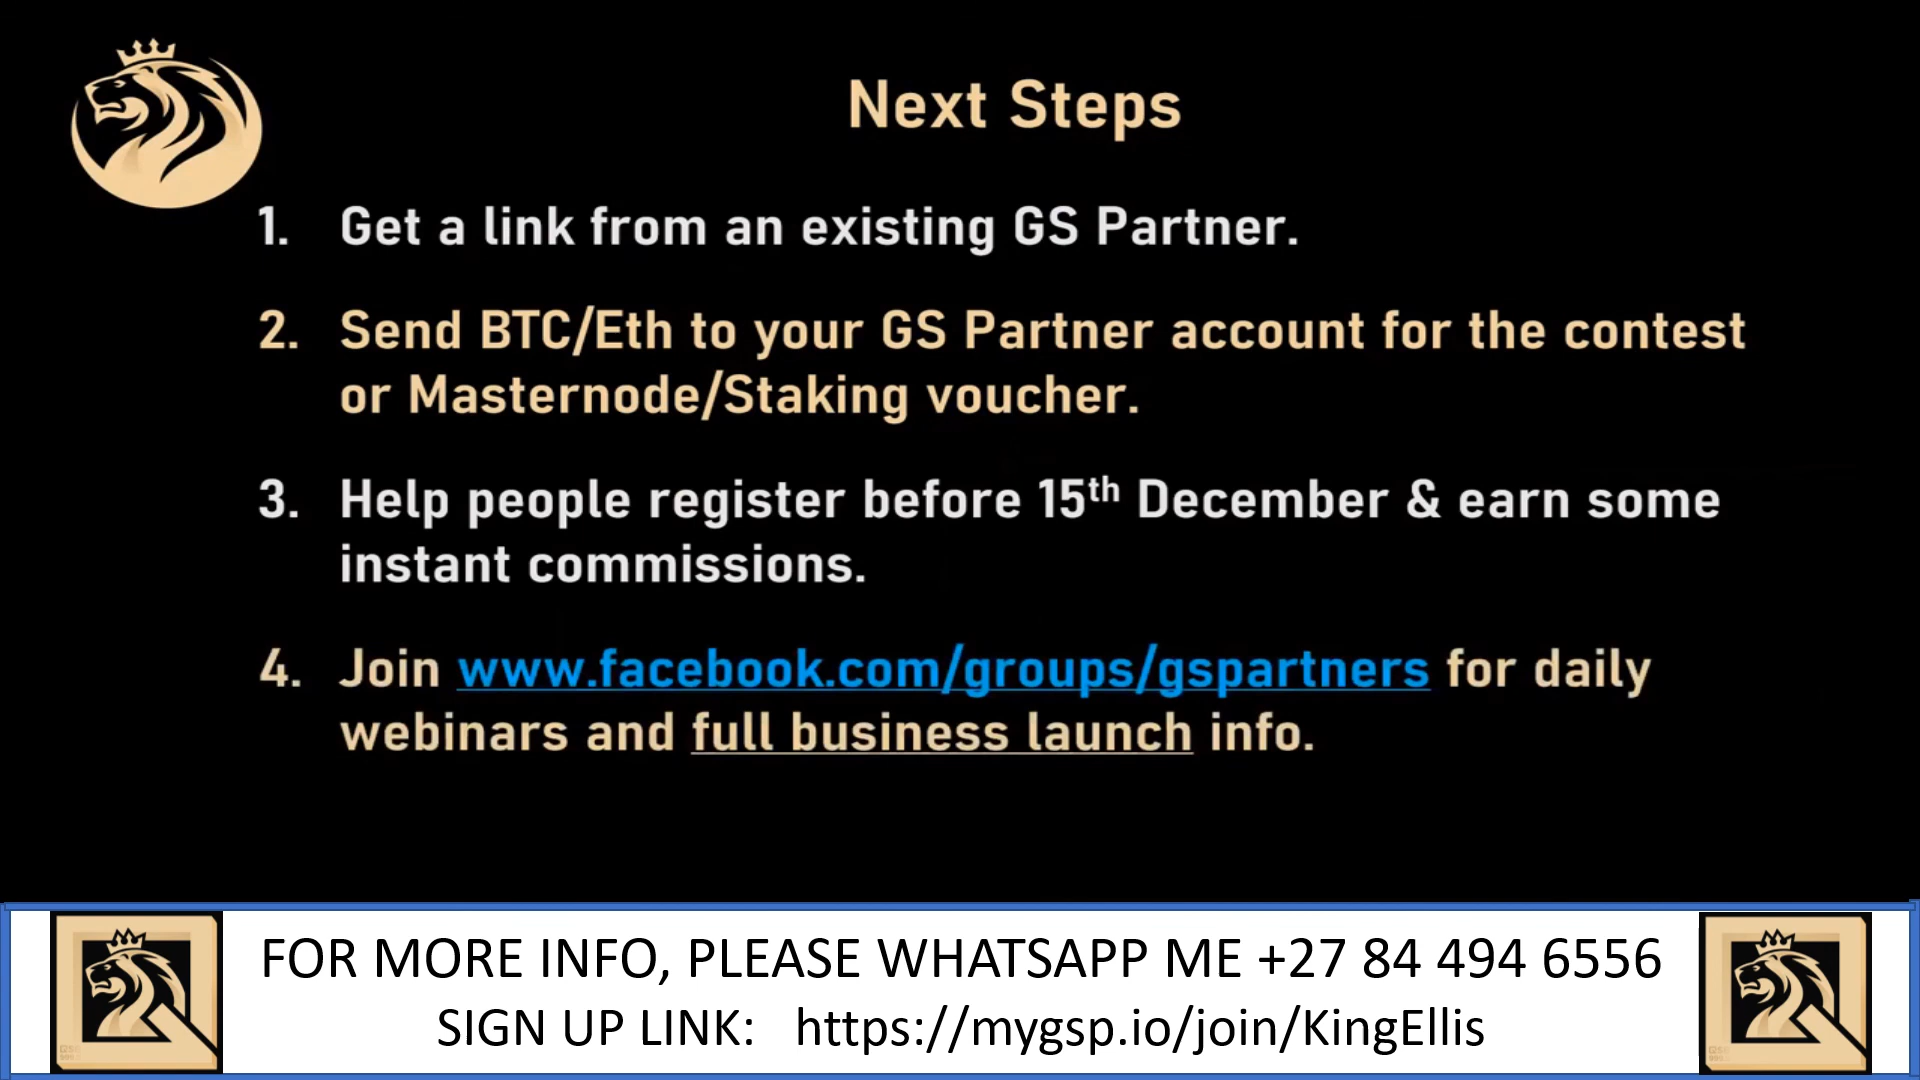 Next Steps
1. Get a link from an existing GS Partner.
2. Send BTC/Eth to your GS Partner account for the contest
or Masternode/Staking voucher.
3. Help people register before 15th December & earn some
instant commissions.
4. Join www.facebook.com/groups/gspartners for daily
webinars and full business launch info.
FOR MORE INFO, PLEASE WHATSAPP ME +27 84 494 6556
SIGN UP LINK: https://mygsp.io/join/KingEllis